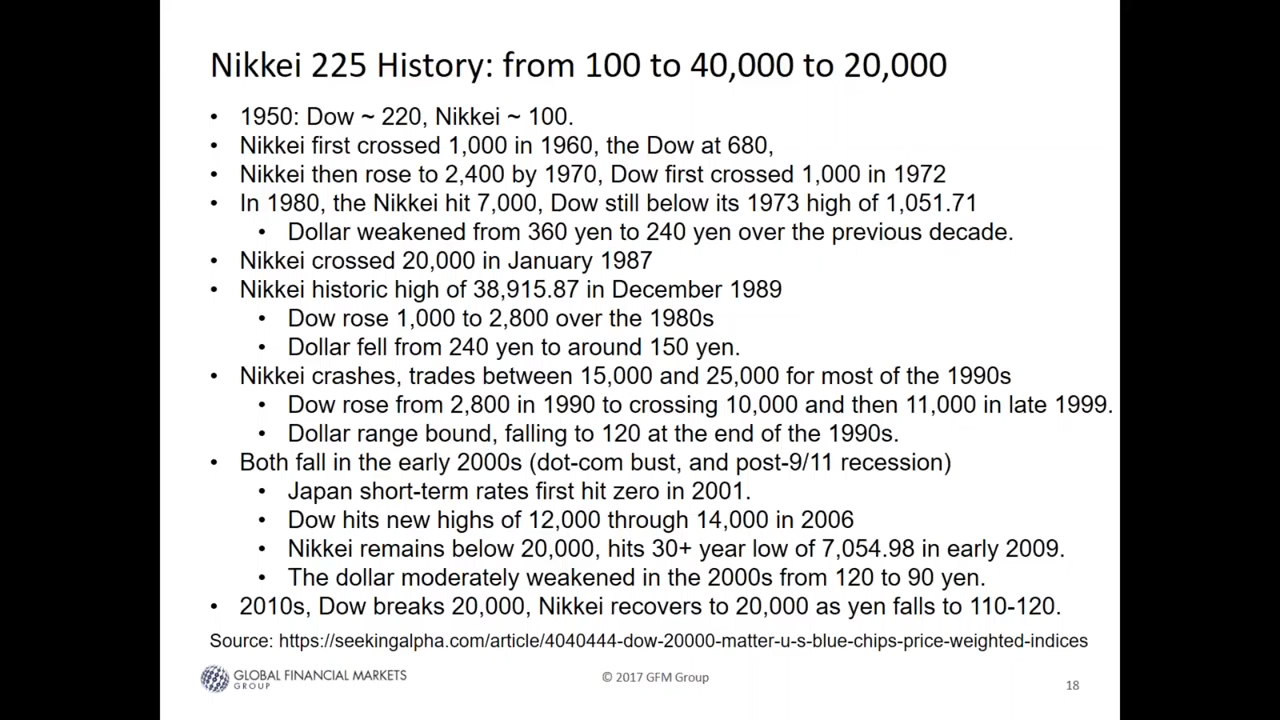 Nikkei 225 History: from 100 to 40,000 to 20,000
• 1950: Dow ~ 220, Nikkei ~ 100.
• Nikkei first crossed 1,000 in 1960, the Dow at 680,
• Nikkei then rose to 2,400 by 1970, Dow first crossed 1,000 in 1972
• In 1980, the Nikkei hit 7,000, Dow still below its 1973 high of 1,051.71
• Dollar weakened from 360 yen to 240 yen over the previous decade.
• Nikkei crossed 20,000 in January 1987
• Nikkei historic high of 38,915.87 in December 1989
• Dow rose 1,000 to 2,800 over the 1980s
• Dollar fell from 240 yen to around 150 yen.
• Nikkei crashes, trades between 15,000 and 25,000 for most of the 1990s
• Dow rose from 2,800 in 1990 to crossing 10,000 and then 11,000 in late 1999.
• Dollar range bound, falling to 120 at the end of the 1990s.
• Both fall in the early 2000s (dot-com bust, and post-9/11 recession)
• Japan short-term rates first hit zero in 2001.
• Dow hits new highs of 12,000 through 14,000 in 2006
• Nikkei remains below 20,000, hits 30+ year low of 7,054.98 in early 2009.
• The dollar moderately weakened in the 2000s from 120 to 90 yen.
• 2010s, Dow breaks 20,000, Nikkei recovers to 20,000 as yen falls to 110-120.
Source: https://seekingalpha.com/article/4040444-dow-20000-matter-u-s-blue-chips-price-weighted-indices
GLOBAL FINANCIAL MARKETS
GROUP
© 2017 GFM Group
18